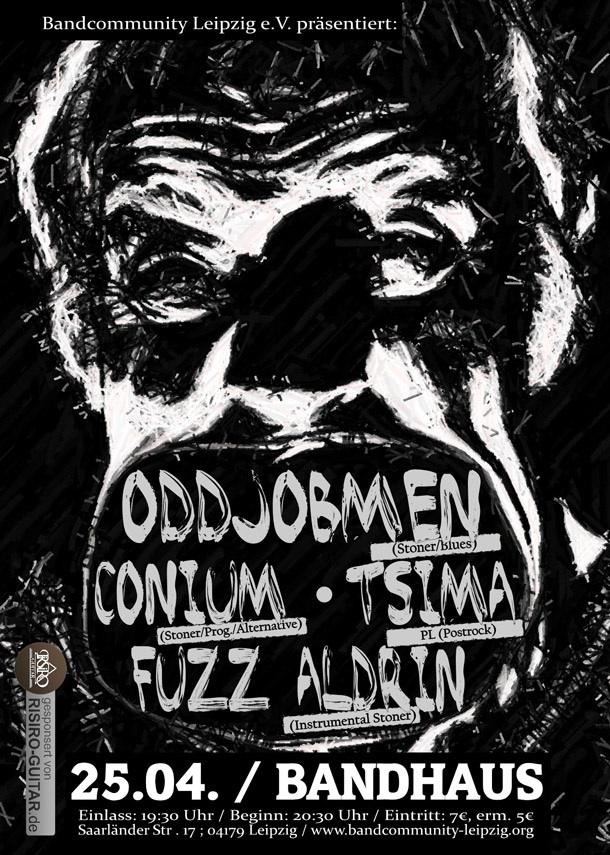 Bandcommunity Leipzig e.V. präsentiert:
ODDJOBMEN
(Stoner/Blues)
CONIUM • TSIMA
(Stoner/Prog./Alternative)
PL (Postrock)
FUZZ ALDRIN
(Instrumental Stoner)
RISIRO
gesponsert von
RISIRO-GUITAR.de
25.04. / BANDHAUS
Einlass: 19:30 Uhr / Beginn: 20:30 Uhr / Eintritt: 7€, erm. 5€
Saarländer Str . 17 ; 04179 Leipzig / www.bandcommunity-leipzig.org